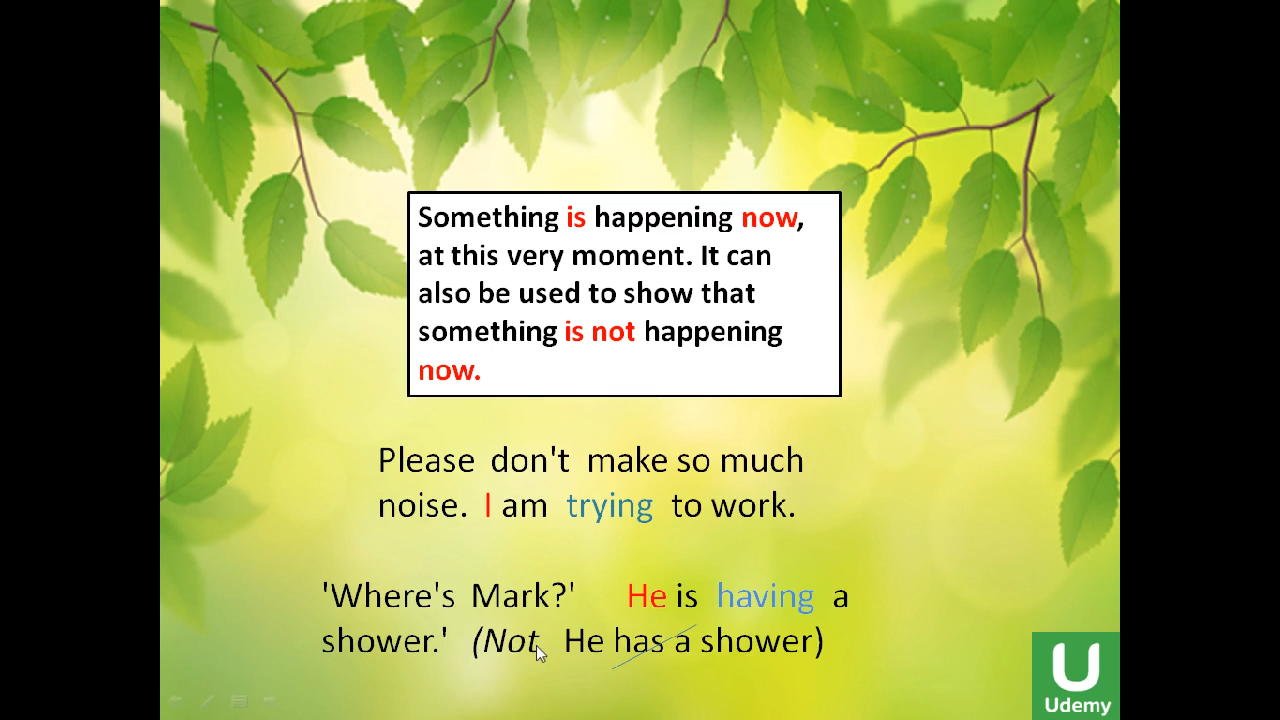 Something is happening now,
at this very moment. It can
also be used to show that
something is not happening
now.
Please don't make so much
noise. I am trying to work.
'Where's Mark?' He is having a
shower.' (Not He has a shower)
U
Udemy